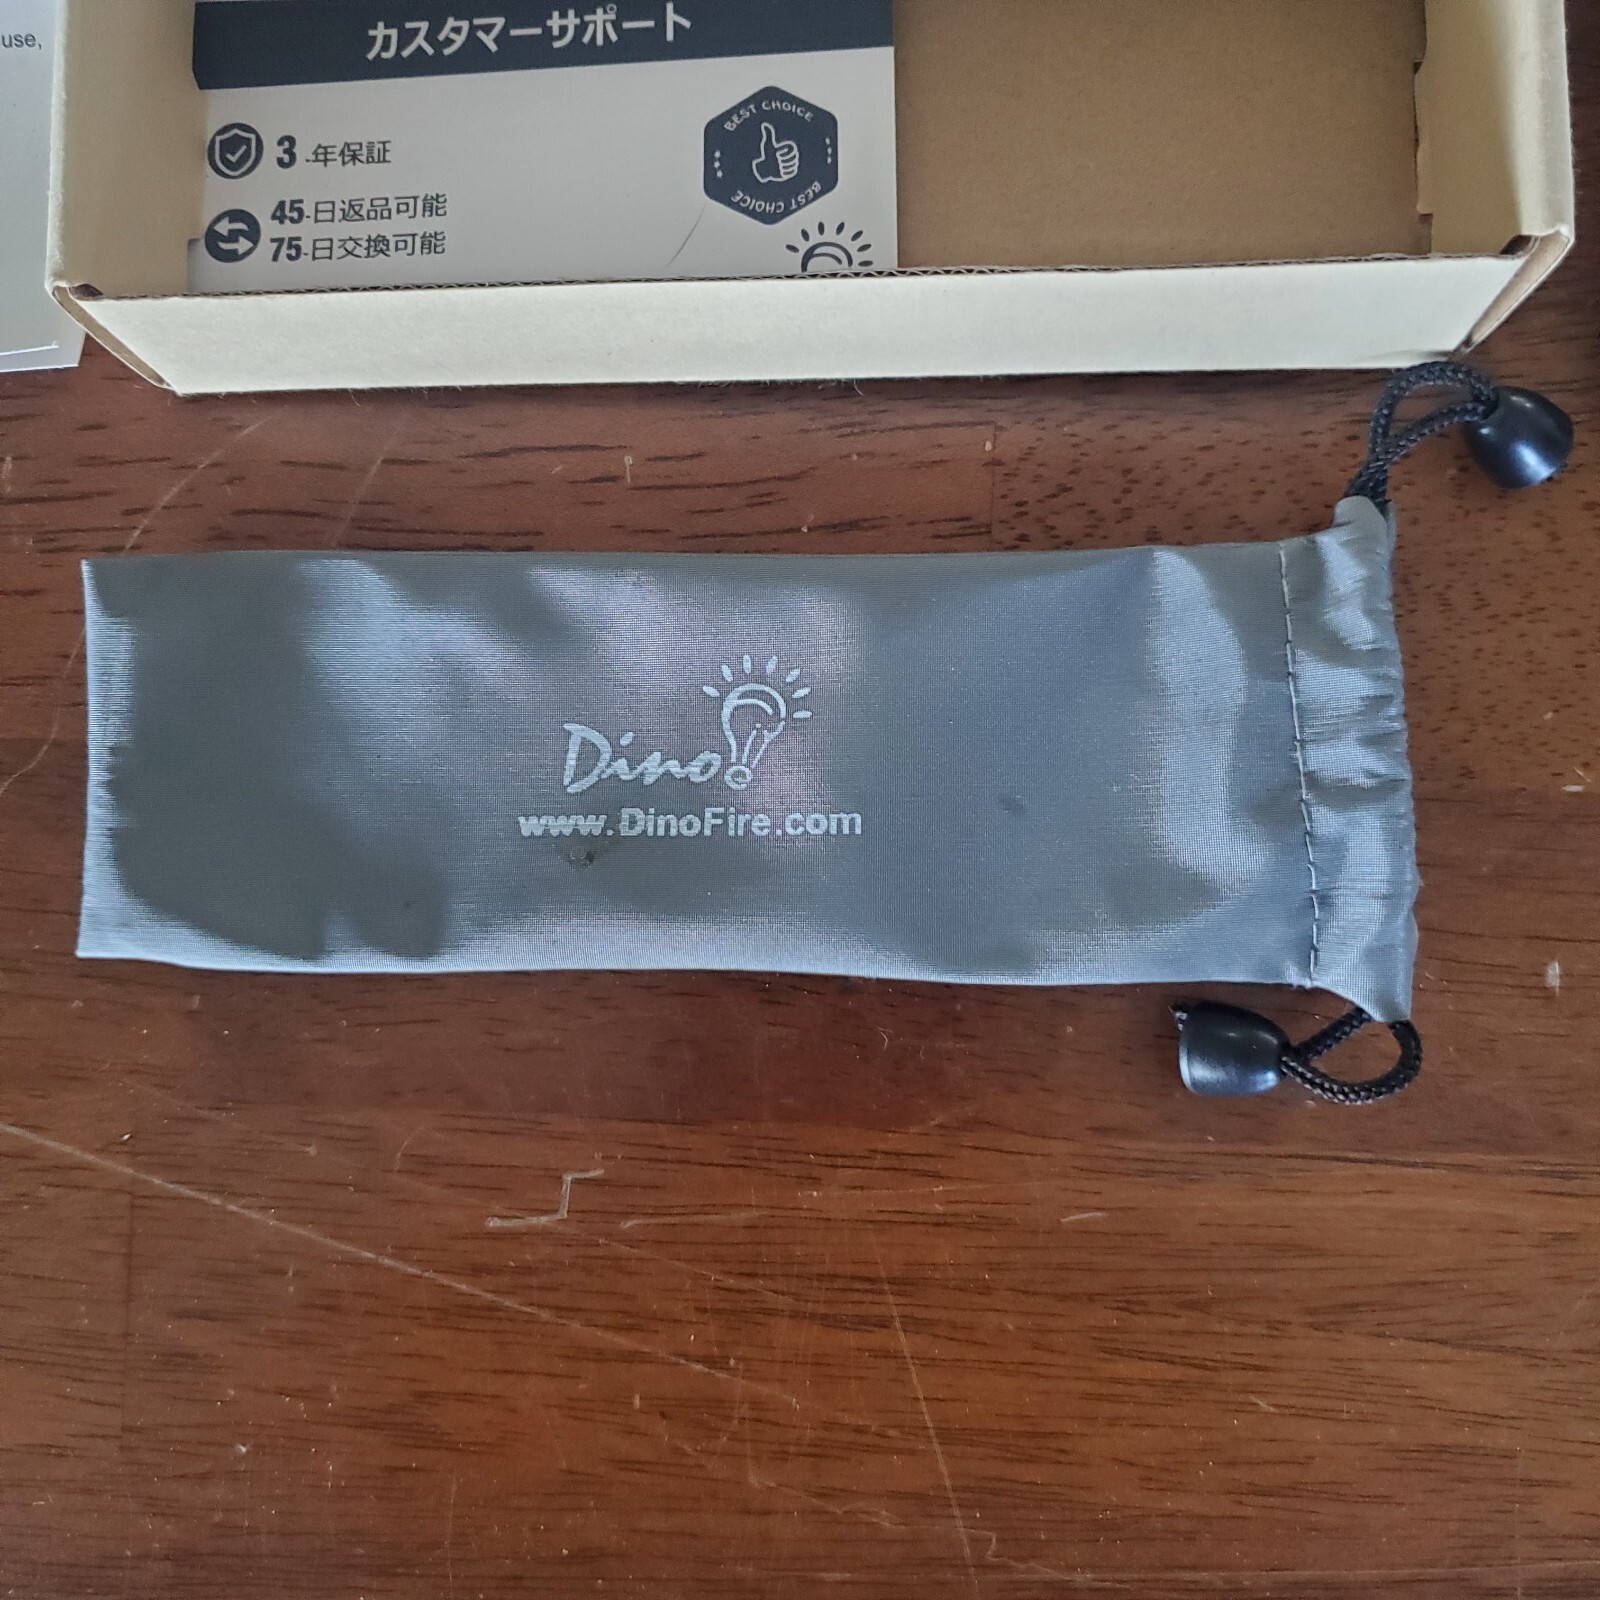 use,
カスタマーサポート
3-年保証
45-日返品可能
75-日交換可能
BEST CHOICE
BEST CHOICE
Dino
www.DinoFire.com